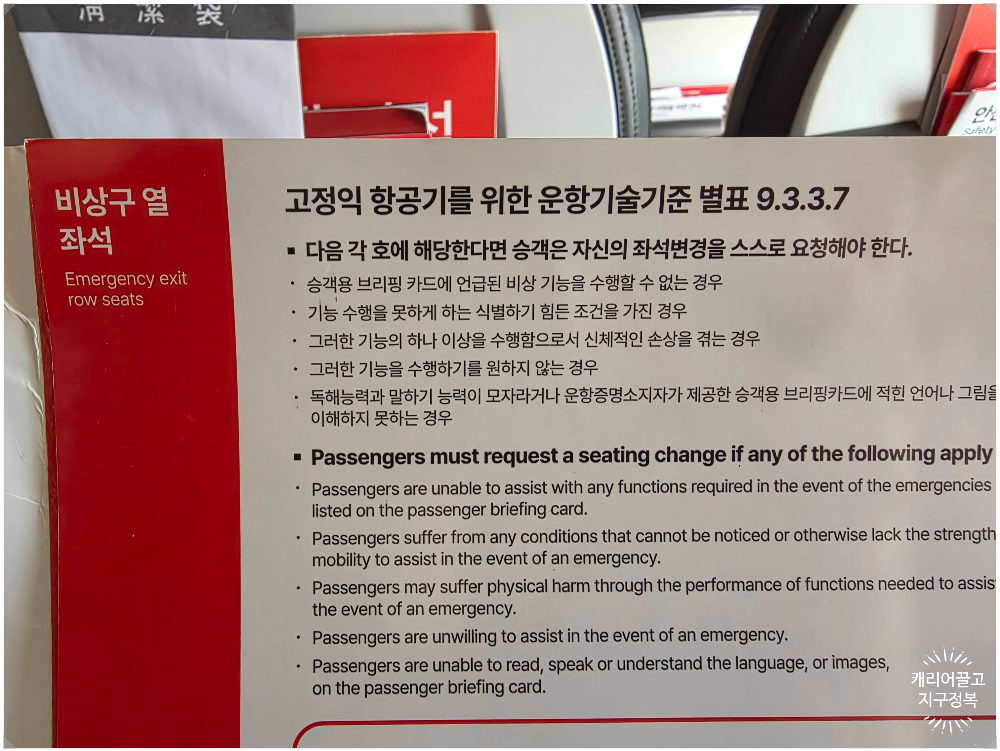 清潔袋
안전
Safety
비상구 열
좌석
Emergency exit
row seats
고정익 항공기를 위한 운항기술기준 별표 9.3.3.7
▪ 다음 각 호에 해당한다면 승객은 자신의 좌석변경을 스스로 요청해야 한다.
· 승객용 브리핑 카드에 언급된 비상 기능을 수행할 수 없는 경우
· 기능 수행을 못하게 하는 식별하기 힘든 조건을 가진 경우
· 그러한 기능의 하나 이상을 수행함으로서 신체적인 손상을 겪는 경우
· 그러한 기능을 수행하기를 원하지 않는 경우
· 독해능력과 말하기 능력이 모자라거나 운항증명소지자가 제공한 승객용 브리핑카드에 적힌 언어나 그림을
이해하지 못하는 경우
▪ Passengers must request a seating change if any of the following apply
· Passengers are unable to assist with any functions required in the event of the emergencies
listed on the passenger briefing card.
· Passengers suffer from any conditions that cannot be noticed or otherwise lack the strength
mobility to assist in the event of an emergency.
· Passengers may suffer physical harm through the performance of functions needed to assis
the event of an emergency.
· Passengers are unwilling to assist in the event of an emergency.
· Passengers are unable to read, speak or understand the language, or images,
on the passenger briefing card.
캐리어끌고
지구정복